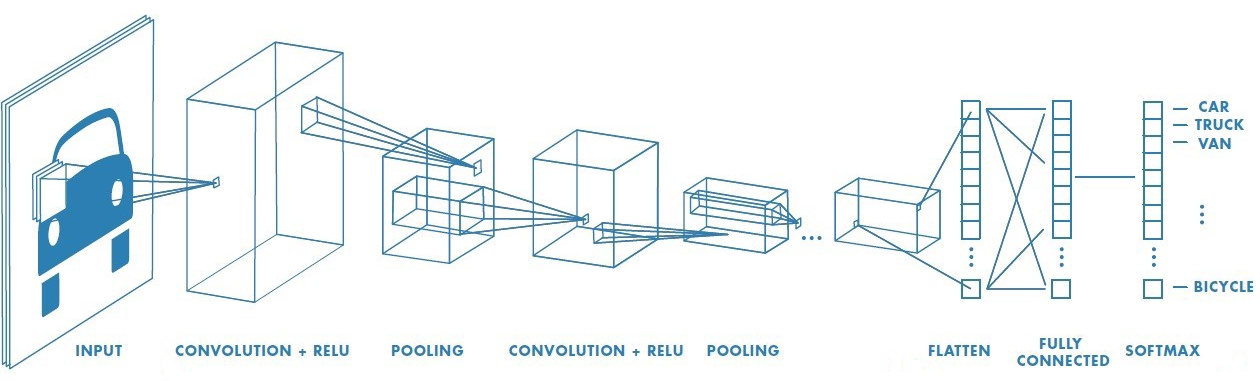 CAR
TRUCK
VAN
BICYCLE
INPUT
CONVOLUTION + RELU
POOLING
CONVOLUTION + RELU
POOLING
FLATTEN
FULLY
CONNECTED
SOFTMAX